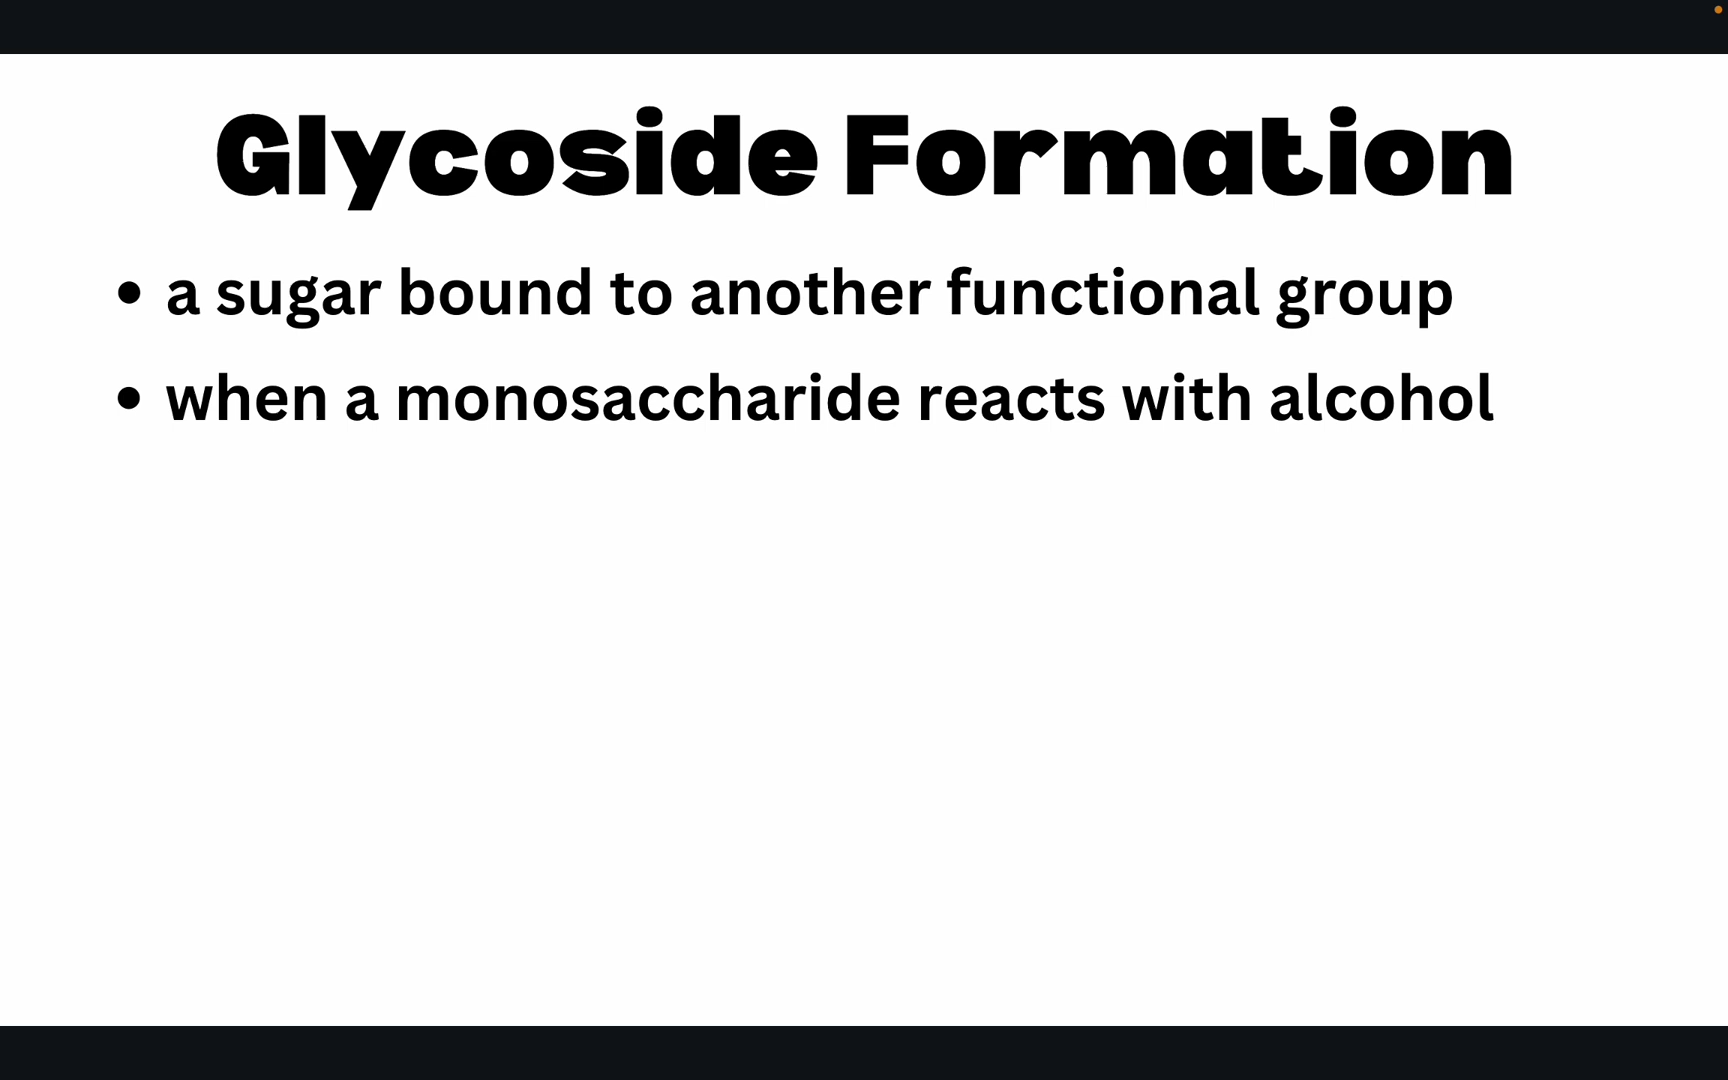 Glycoside Formation
• a sugar bound to another functional group
• when a monosaccharide reacts with alcohol